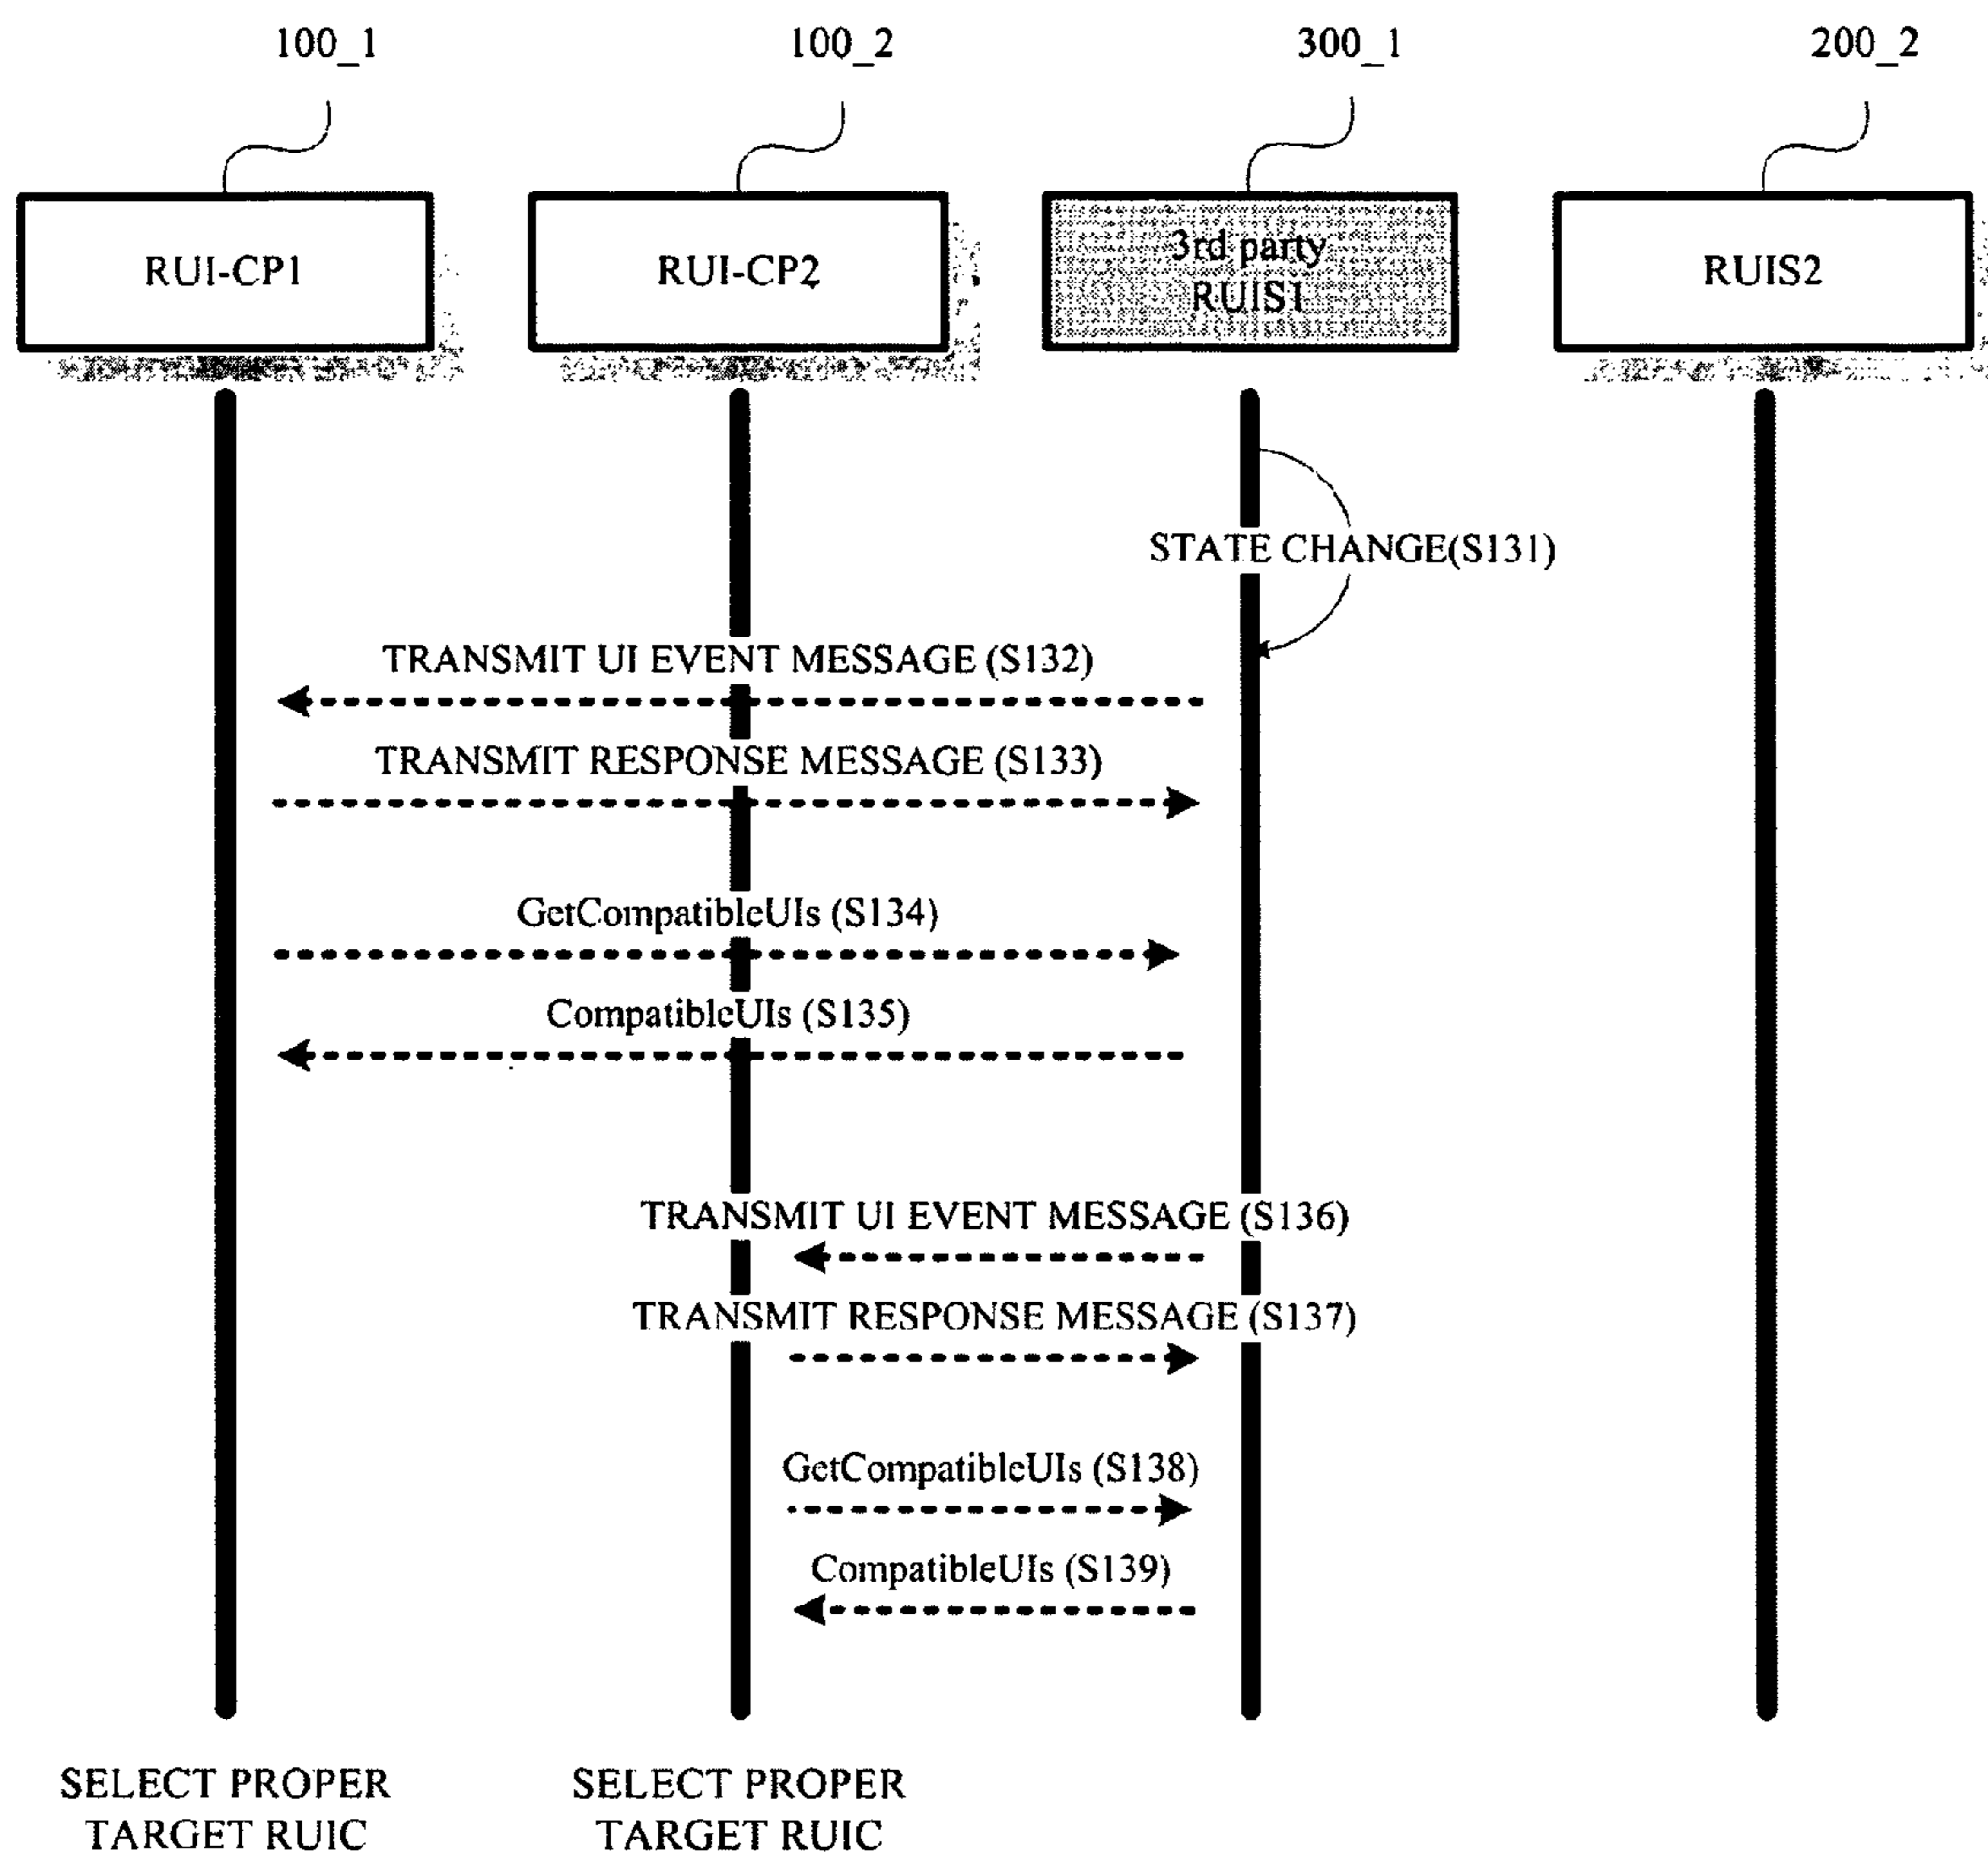 100_1
100_2
300_1
200_2
RUI-CP1
RUI-CP2
3rd party
RUIS1
RUIS2
STATE CHANGE(S131)
TRANSMIT UI EVENT MESSAGE (S132)
TRANSMIT RESPONSE MESSAGE (S133)
GetCompatibleUIs (S134)
CompatibleUIs (S135)
TRANSMIT UI EVENT MESSAGE (S136)
TRANSMIT RESPONSE MESSAGE (S137)
GetCompatibleUIs (S138)
CompatibleUIs (S139)
SELECT PROPER
TARGET RUIC
SELECT PROPER
TARGET RUIC